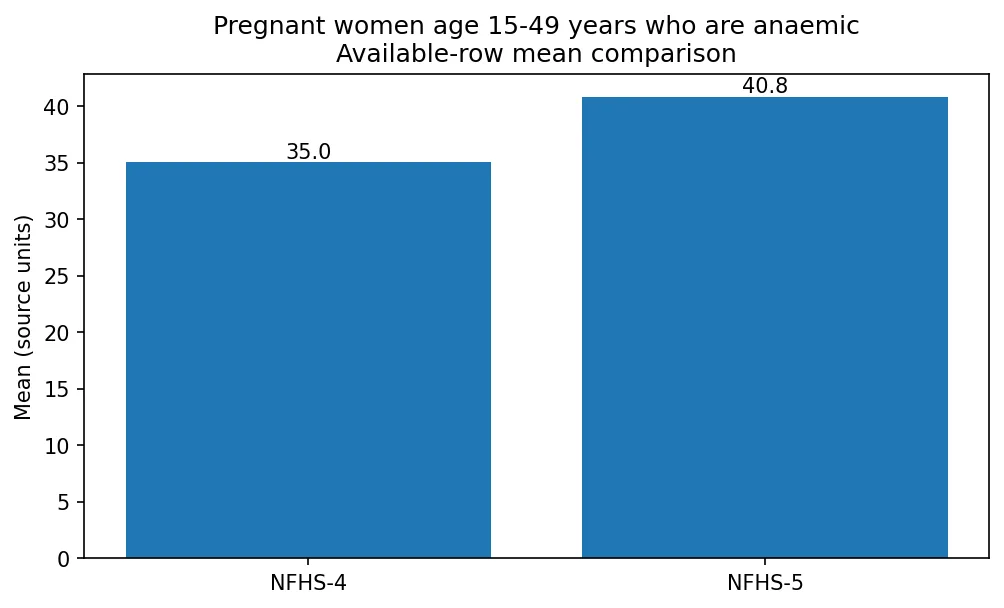 Pregnant women age 15-49 years who are anaemic
Available-row mean comparison
40.8
35.0
40
35
30
25
20
15
10
5
0
Mean (source units)
NFHS-4
NFHS-5